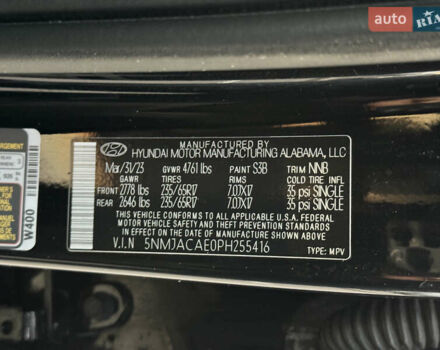 auto RIA
MANUFACTURED BY
HYUNDAI MOTOR MANUFACTURING ALABAMA, LLC
Mar/31/23 GVWR 4761 lbs PAINT S3B TRIM NNB
TIRES RIMS COLD TIRE INFL
FRONT 2778 lbs 235/65R17 7.0JX17 35 psi SINGLE
REAR 2646 lbs 235/65R17 7.0JX17 35 psi SINGLE
THIS VEHICLE CONFORMS TO ALL APPLICABLE U.S. FEDERAL
MOTOR VEHICLE SAFETY AND THEFT PREVENTION STANDARDS
IN EFFECT ON THE DATE OF MANUFACTURE SHOWN ABOVE.
V.I.N 5NMJACAE0PH255416
TYPE: MPV
W400